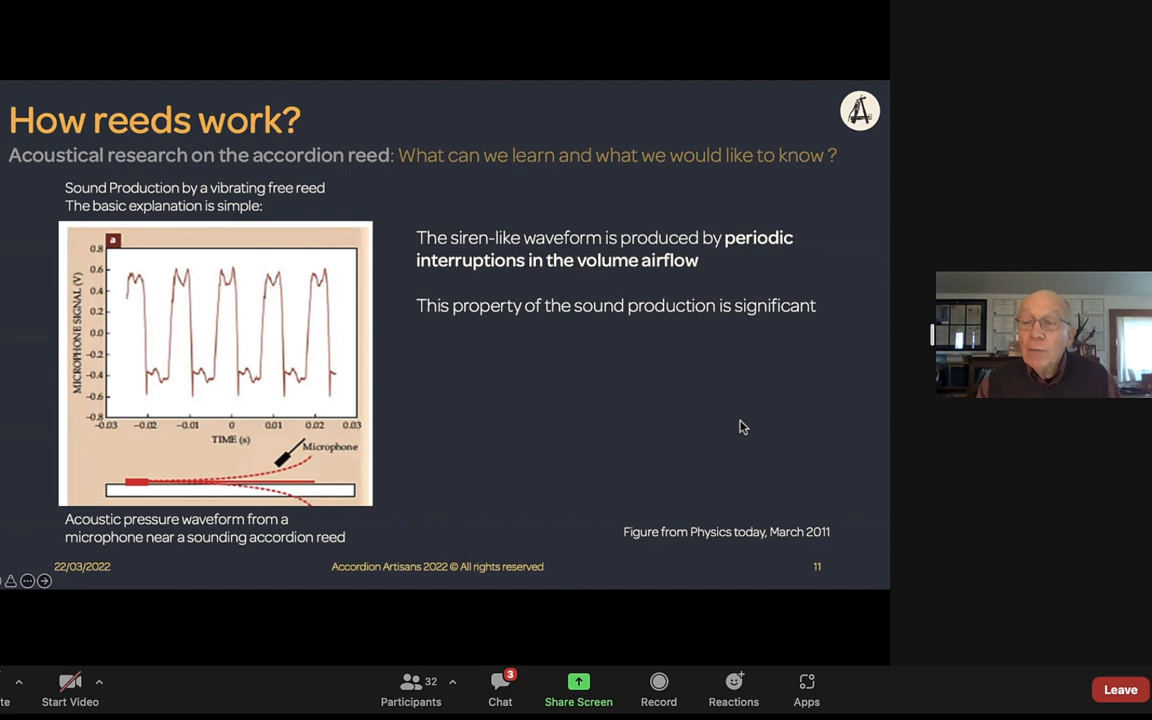 How reeds work?
Acoustical research on the accordion reed: What can we learn and what we would like to know ?
Sound Production by a vibrating free reed
The basic explanation is simple:
a
0.8
0.6
0.4
0.2
0.0
-0.2
-0.4
-0.6
-0.8
MICROPHONE SIGNAL (V)
-0.03 -0.02 -0.01 0 0.01 0.02 0.03
TIME (s)
Microphone
Acoustic pressure waveform from a
microphone near a sounding accordion reed
The siren-like waveform is produced by periodic
interruptions in the volume airflow
This property of the sound production is significant
Figure from Physics today, March 2011
22/03/2022
Accordion Artisans 2022 © All rights reserved
11
te
Start Video
32
Participants
3
Chat
Share Screen
Record
Reactions
Apps
Leave